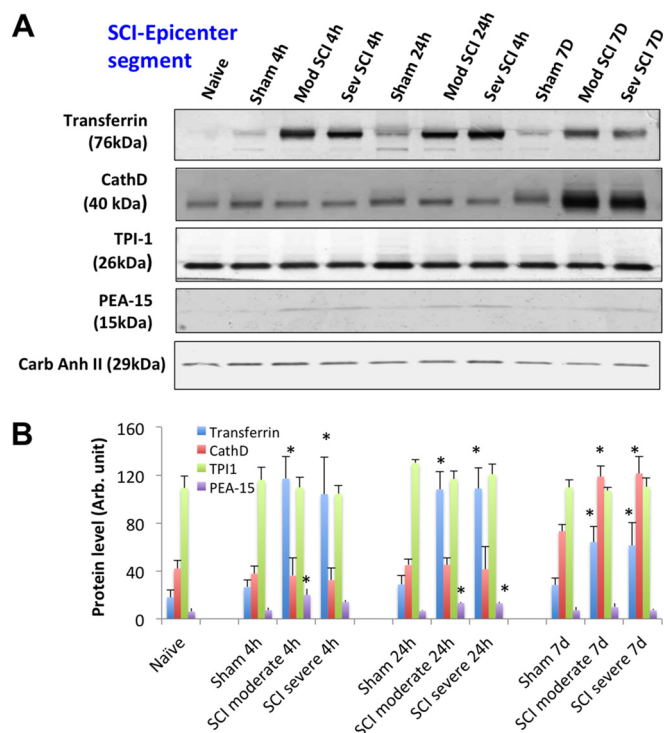 A
SCI-Epicenter
segment
Naive
Sham 4h
Mod SCI 4h
Sev SCI 4h
Sham 24h
Mod SCI 24h
Sev SCI 4h
Sham 7D
Mod SCI 7D
Sev SCI 7D
Transferrin
(76kDa)
CathD
(40 kDa)
TPI-1
(26kDa)
PEA-15
(15kDa)
Carb Anh II (29kDa)
B
Protein level (Arb. unit)
160
120
80
40
0
Transferrin
CathD
TPI1
PEA-15
* *
*
* *
* *
* *
* *
Naïve
Sham 4h
SCI moderate 4h
SCI severe 4h
Sham 24h
SCI moderate 24h
SCI severe 24h
Sham 7d
SCI moderate 7d
SCI severe 7d